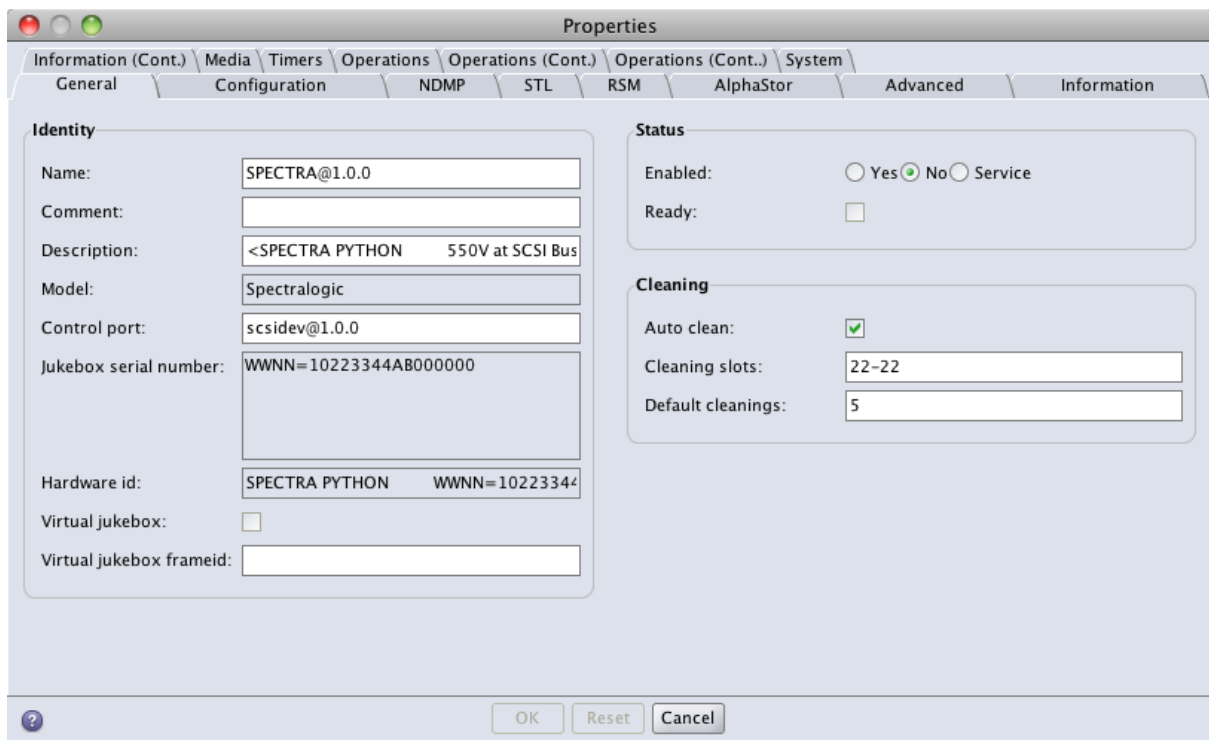 Properties
Information (Cont.) Media Timers Operations Operations (Cont.) Operations (Cont..) System
General Configuration NDMP STL RSM AlphaStor Advanced Information
Identity
Name: SPECTRA@1.0.0
Comment:
Description: <SPECTRA PYTHON 550V at SCSI Bus
Model: Spectralogic
Control port: scsidev@1.0.0
Jukebox serial number: WWNN=10223344AB000000
Hardware id: SPECTRA PYTHON WWNN=10223344
Virtual jukebox:
Virtual jukebox frameid:
Status
Enabled: Yes No Service
Ready:
Cleaning
Auto clean:
Cleaning slots: 22-22
Default cleanings: 5
? OK Reset Cancel